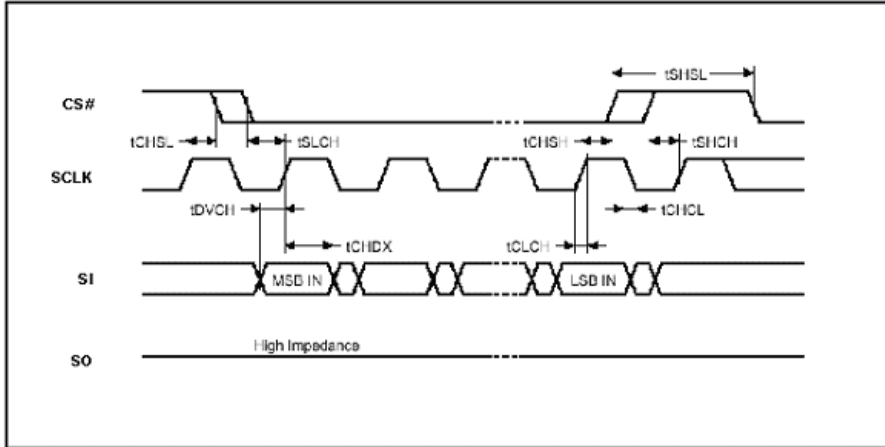 tSHSL
CS#
tCHSL
tSLCH
tCHSH
tSHCH
SCLK
tDVCH
tCHCL
tCHDX
tCLCH
SI
MSB IN
LSB IN
High Impedance
SO